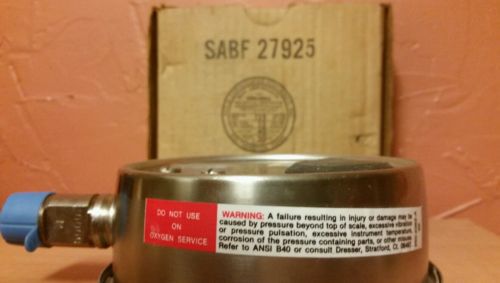 SABF 27925
DO NOT USE
ON
OXYGEN SERVICE
WARNING: A failure resulting in injury or damage may be
caused by pressure beyond top of scale, excessive vibration
or pressure pulsation, excessive instrument temperature,
corrosion of the pressure containing parts, or other misuse.
Refer to ANSI B40 or consult Dresser, Stratford, Ct. 06497